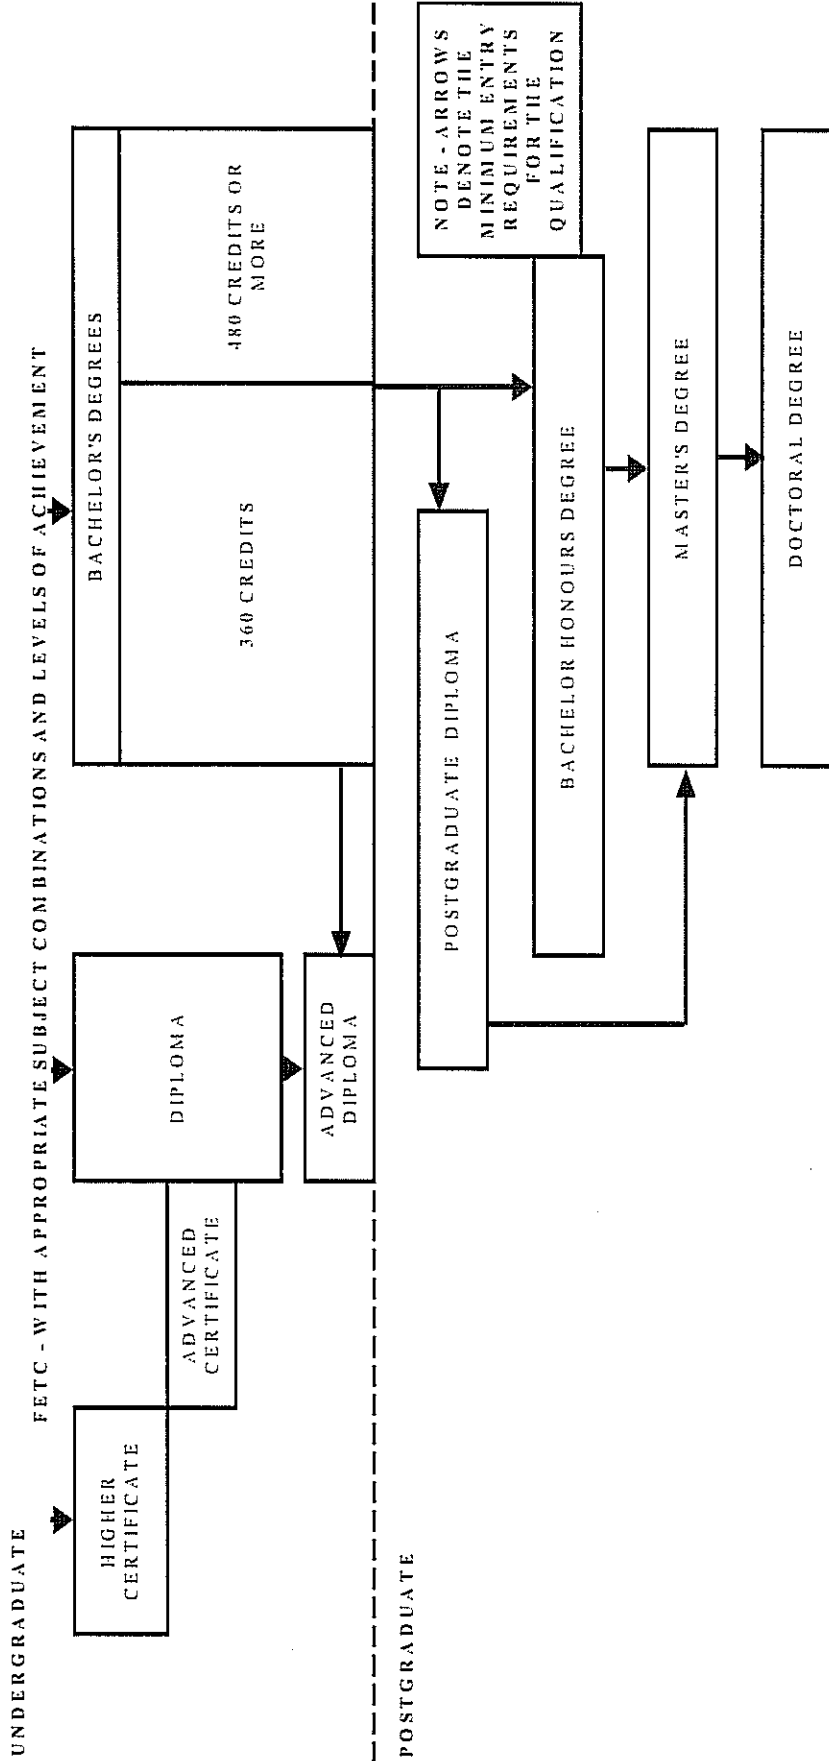 UNDERGRADUATE
FETC - WITH APPROPRIATE SUBJECT COMBINATIONS AND LEVELS OF ACHIEVEMENT
HIGHER
CERTIFICATE
ADVANCED
CERTIFICATE
DIPLOMA
ADVANCED
DIPLOMA
BACHELOR'S DEGREES
360 CREDITS
480 CREDITS OR
MORE
POSTGRADUATE
POSTGRADUATE DIPLOMA
NOTE - ARROWS
DENOTE THE
MINIMUM ENTRY
REQUIREMENTS
FOR THE
QUALIFICATION
BACHELOR HONOURS DEGREE
MASTER'S DEGREE
DOCTORAL DEGREE